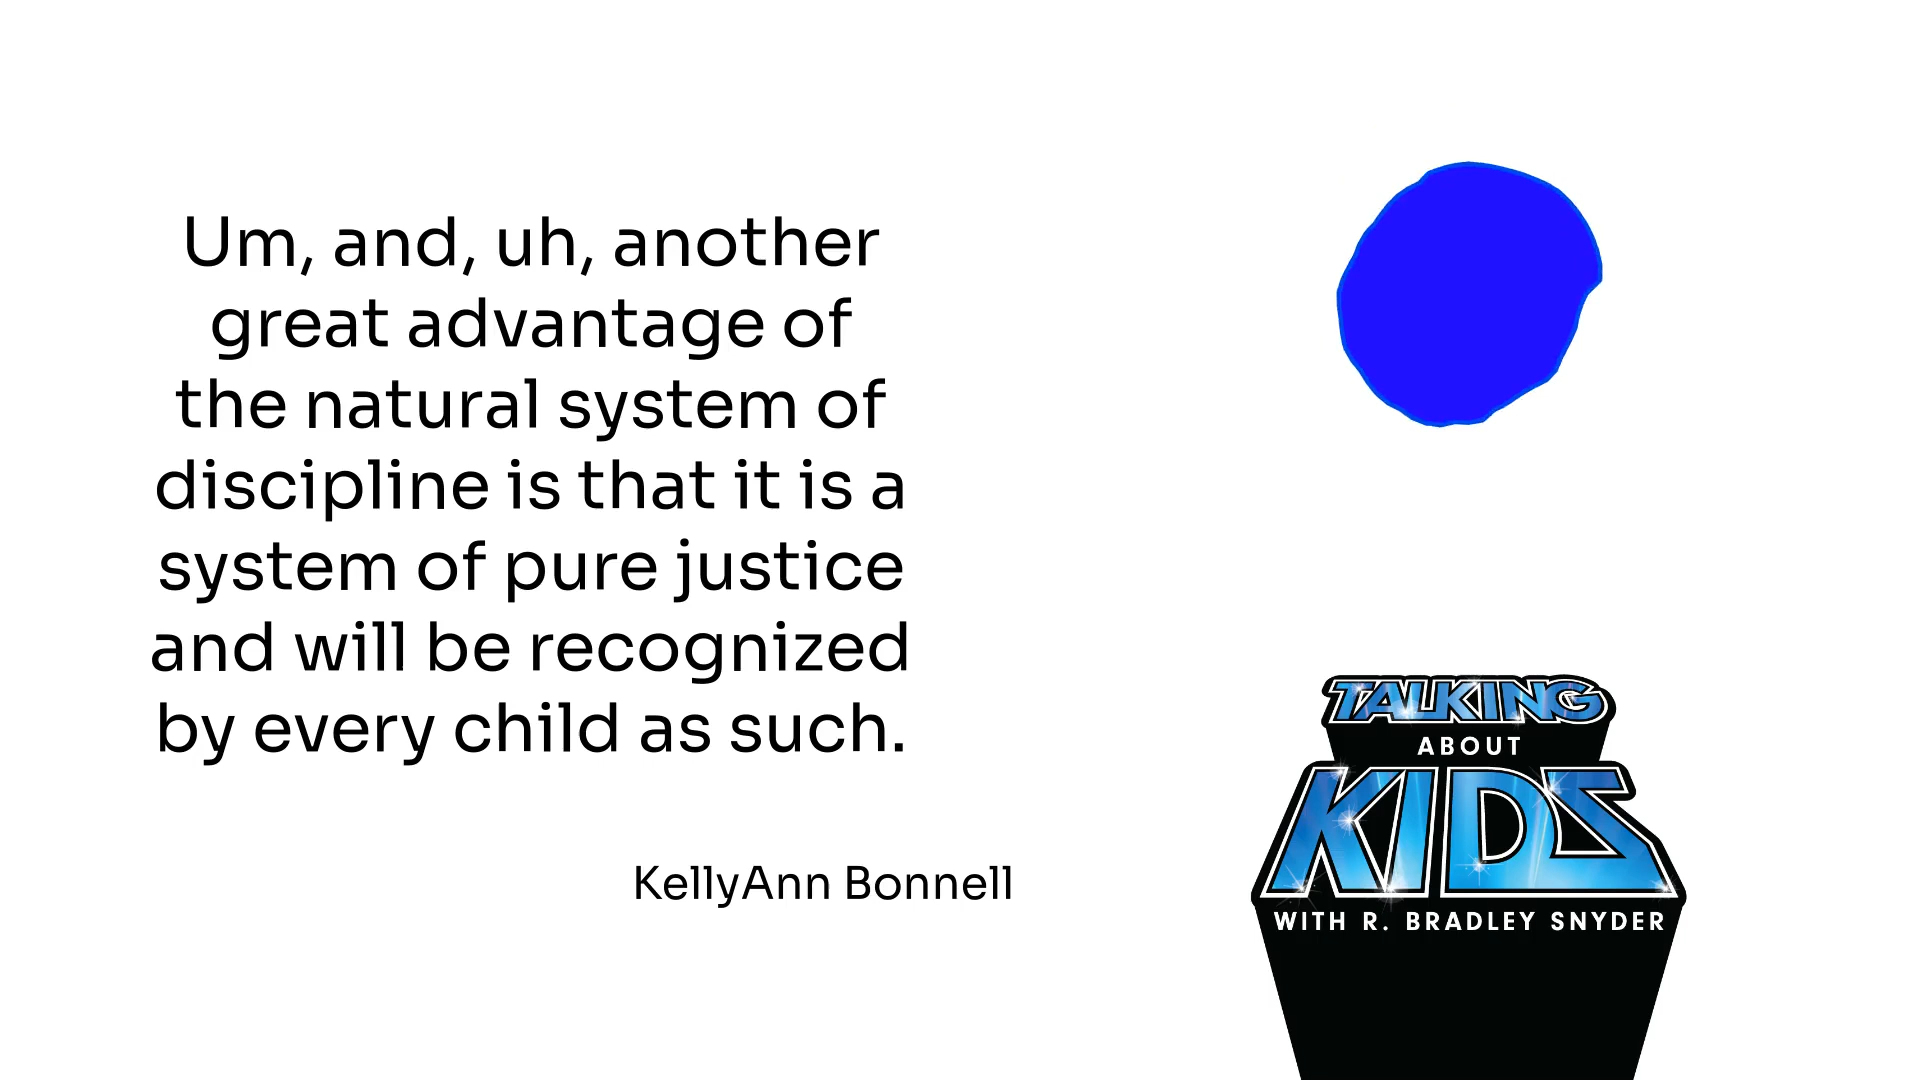 Um, and, uh, another
great advantage of
the natural system of
discipline is that it is a
system of pure justice
and will be recognized
by every child as such.
KellyAnn Bonnell
TALKING
ABOUT
KIDS
WITH R. BRADLEY SNYDER